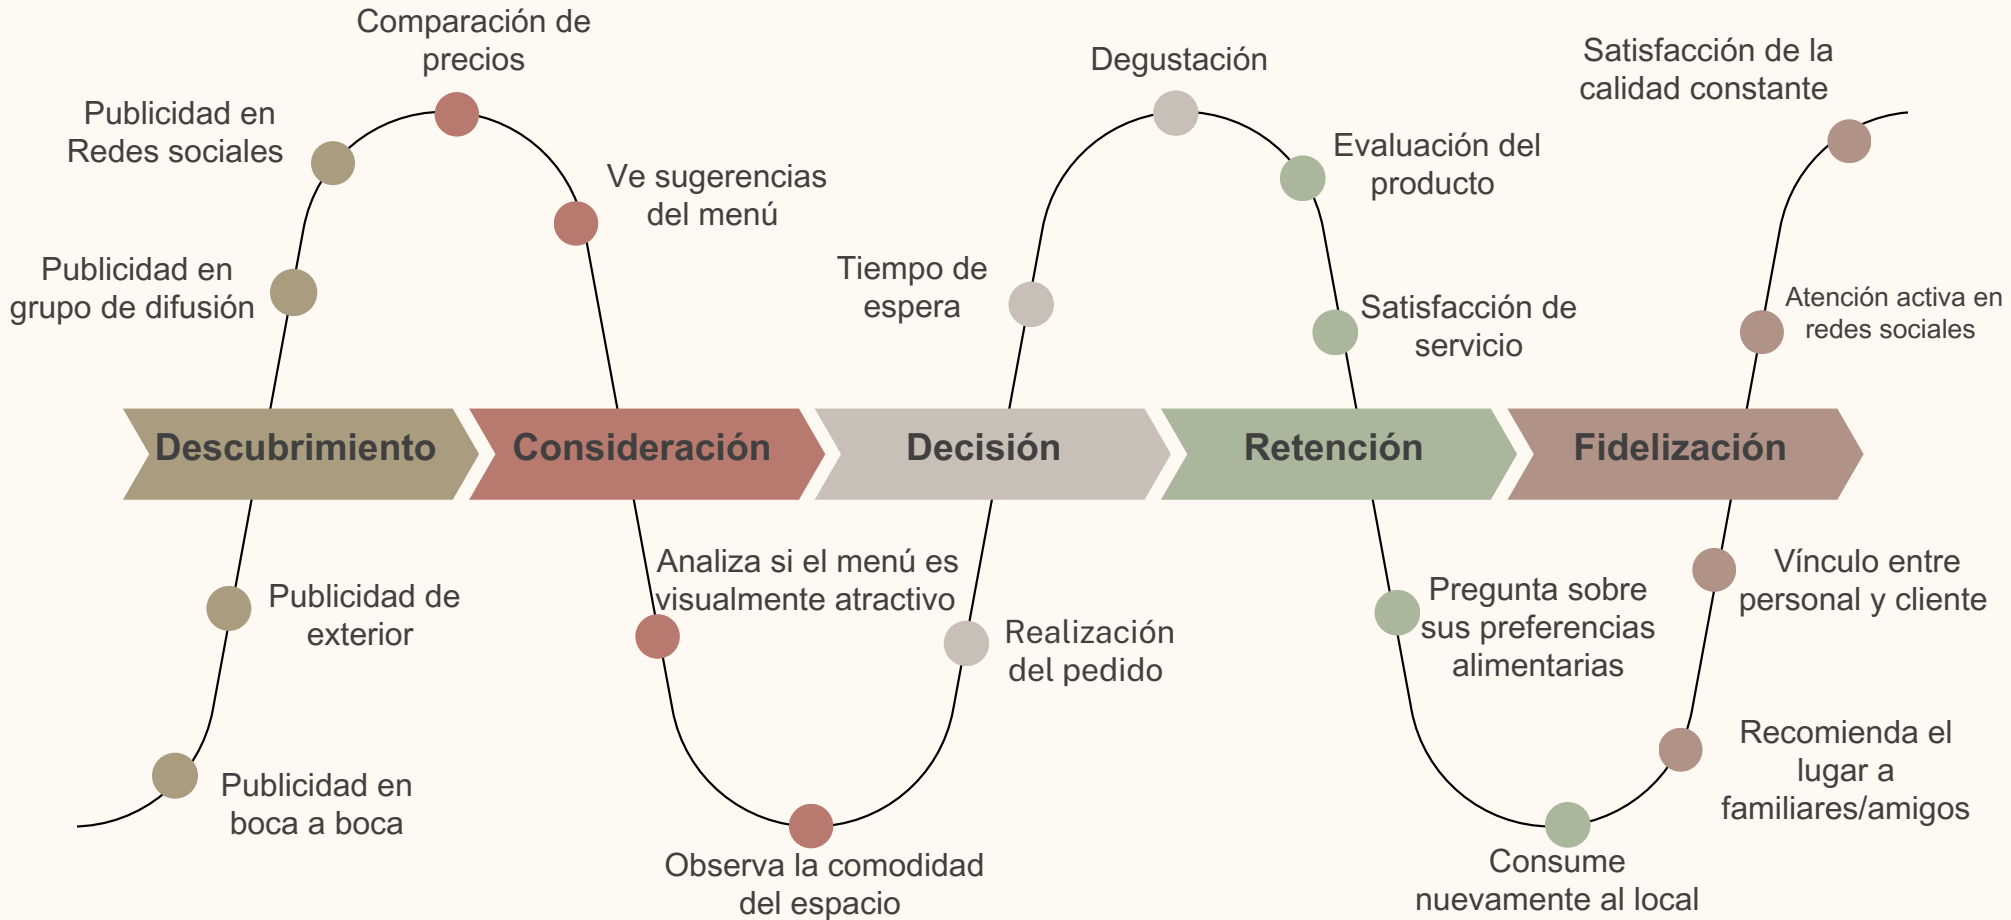 Comparación de
precios
Publicidad en
Redes sociales
Ve sugerencias
del menú
Publicidad en
grupo de difusión
Degustación
Evaluación del
producto
Tiempo de
espera
Satisfacción de
servicio
Satisfacción de la
calidad constante
Atención activa en
redes sociales
Descubrimiento
Consideración
Decisión
Retención
Fidelización
Publicidad de
exterior
Publicidad en
boca a boca
Analiza si el menú es
visualmente atractivo
Observa la comodidad
del espacio
Realización
del pedido
Pregunta sobre
sus preferencias
alimentarias
Consume
nuevamente al local
Vínculo entre
personal y cliente
Recomienda el
lugar a
familiares/amigos